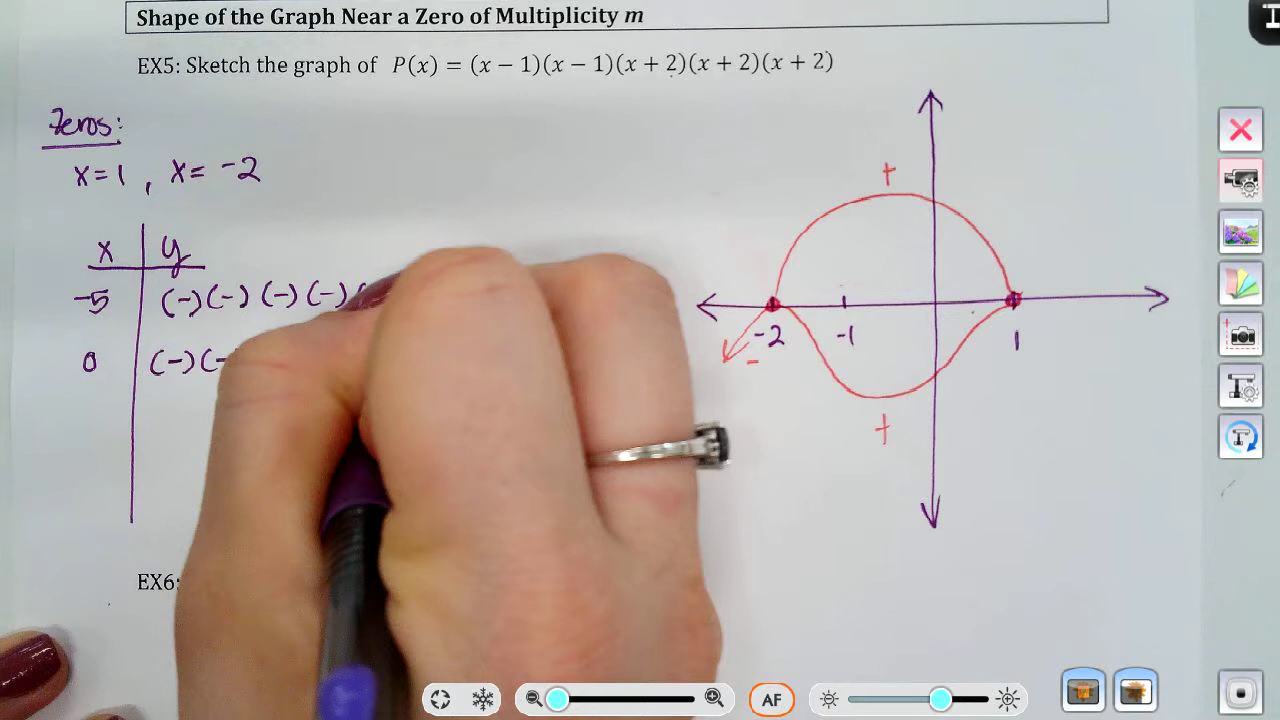 Shape of the Graph Near a Zero of Multiplicity m
EX5: Sketch the graph of P(x) = (x − 1)(x − 1)(x + 2)(x + 2)(x + 2)
Zeros:
x=1 , x= -2
x y
-5 (-)(-)(-)(-)
0 (-)(-
+
-2 -1 1
-
+
EX6:
AF